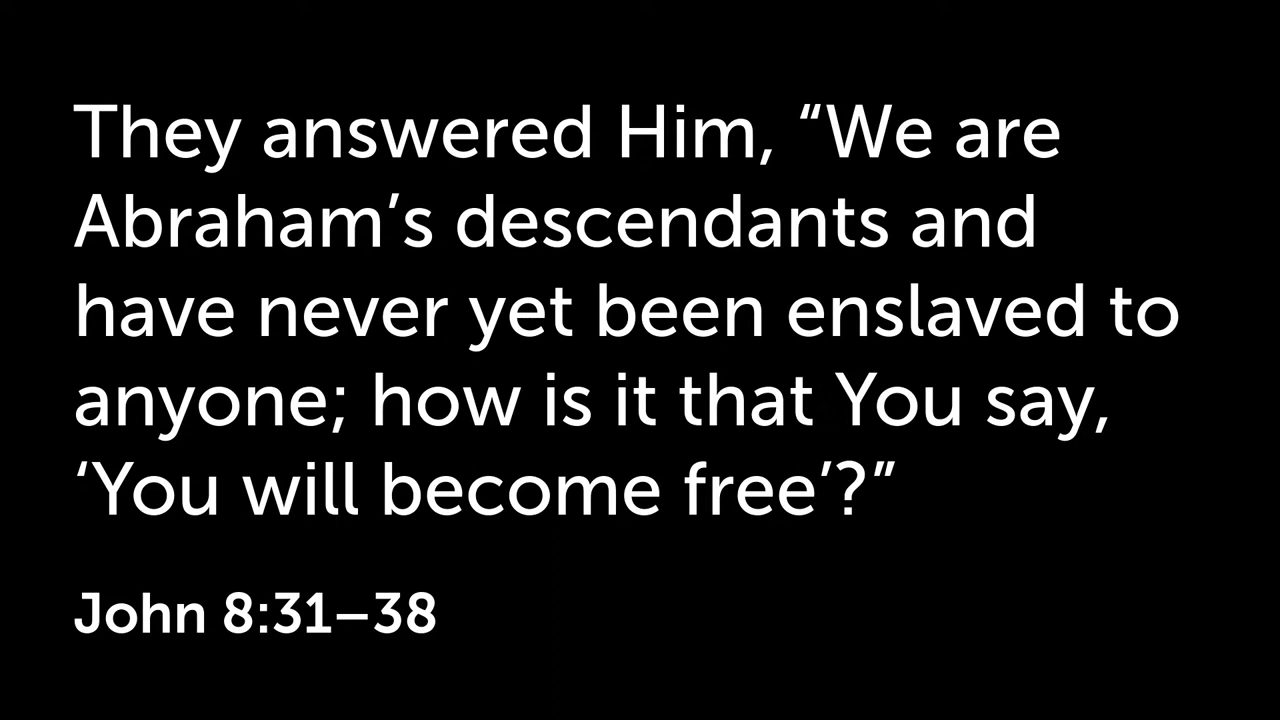 They answered Him, “We are
Abraham’s descendants and
have never yet been enslaved to
anyone; how is it that You say,
‘You will become free’?”
John 8:31–38